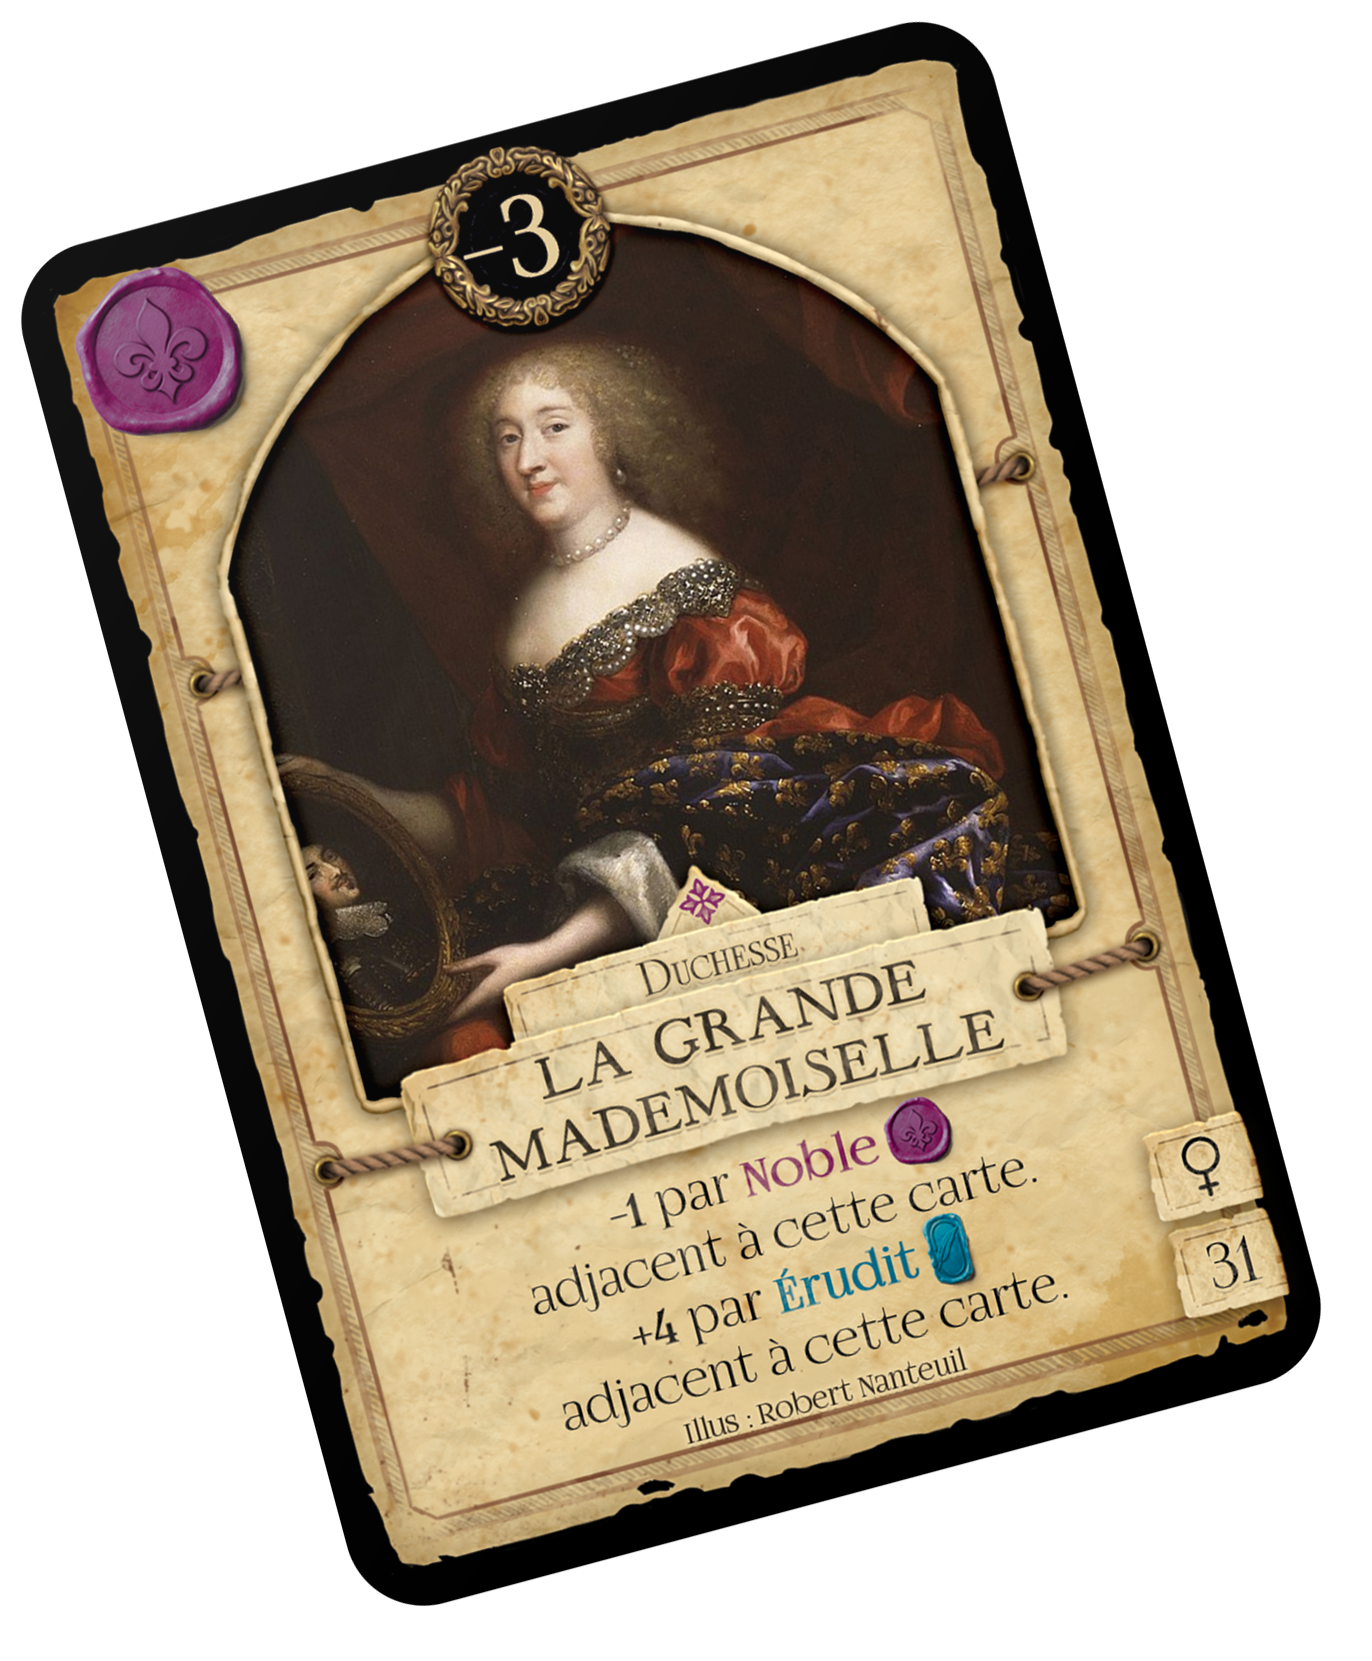 -3
DUCHESSE
LA GRANDE
MADEMOISELLE
-1 par Noble
adjacent à cette carte.
+4 par Érudit
adjacent à cette carte.
Illus : Robert Nanteuil
♀
31